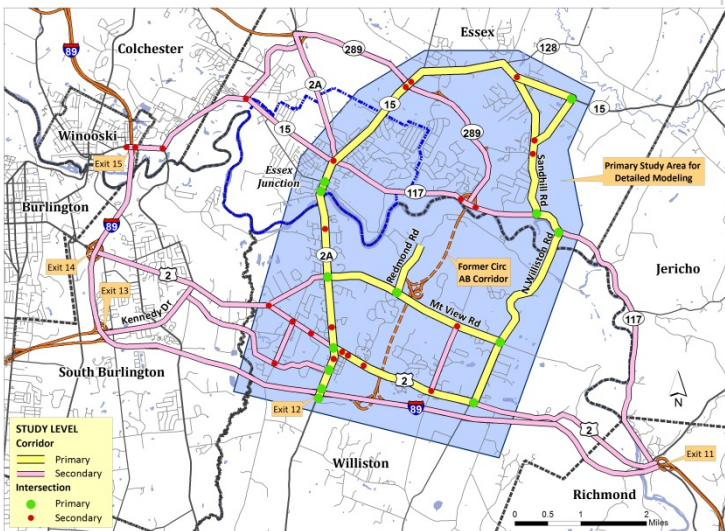 Essex
128
Colchester
89
289
2A
15
15
Winooski
15
289
Essex
Junction
Sandhill Rd
Primary Study Area for
Detailed Modeling
Exit 15
117
Burlington
89
Exit 14
2A
Redmond Rd
Former Circ
AB Corridor
N Williston Rd
Jericho
2
Exit 13
Kennedy Dr
Mt View Rd
117
South Burlington
2
N
Exit 12
89
2
STUDY LEVEL
Corridor
Primary
Secondary
Intersection
Primary
Secondary
Williston
Exit 11
Richmond
0 0.5 1 2
Miles